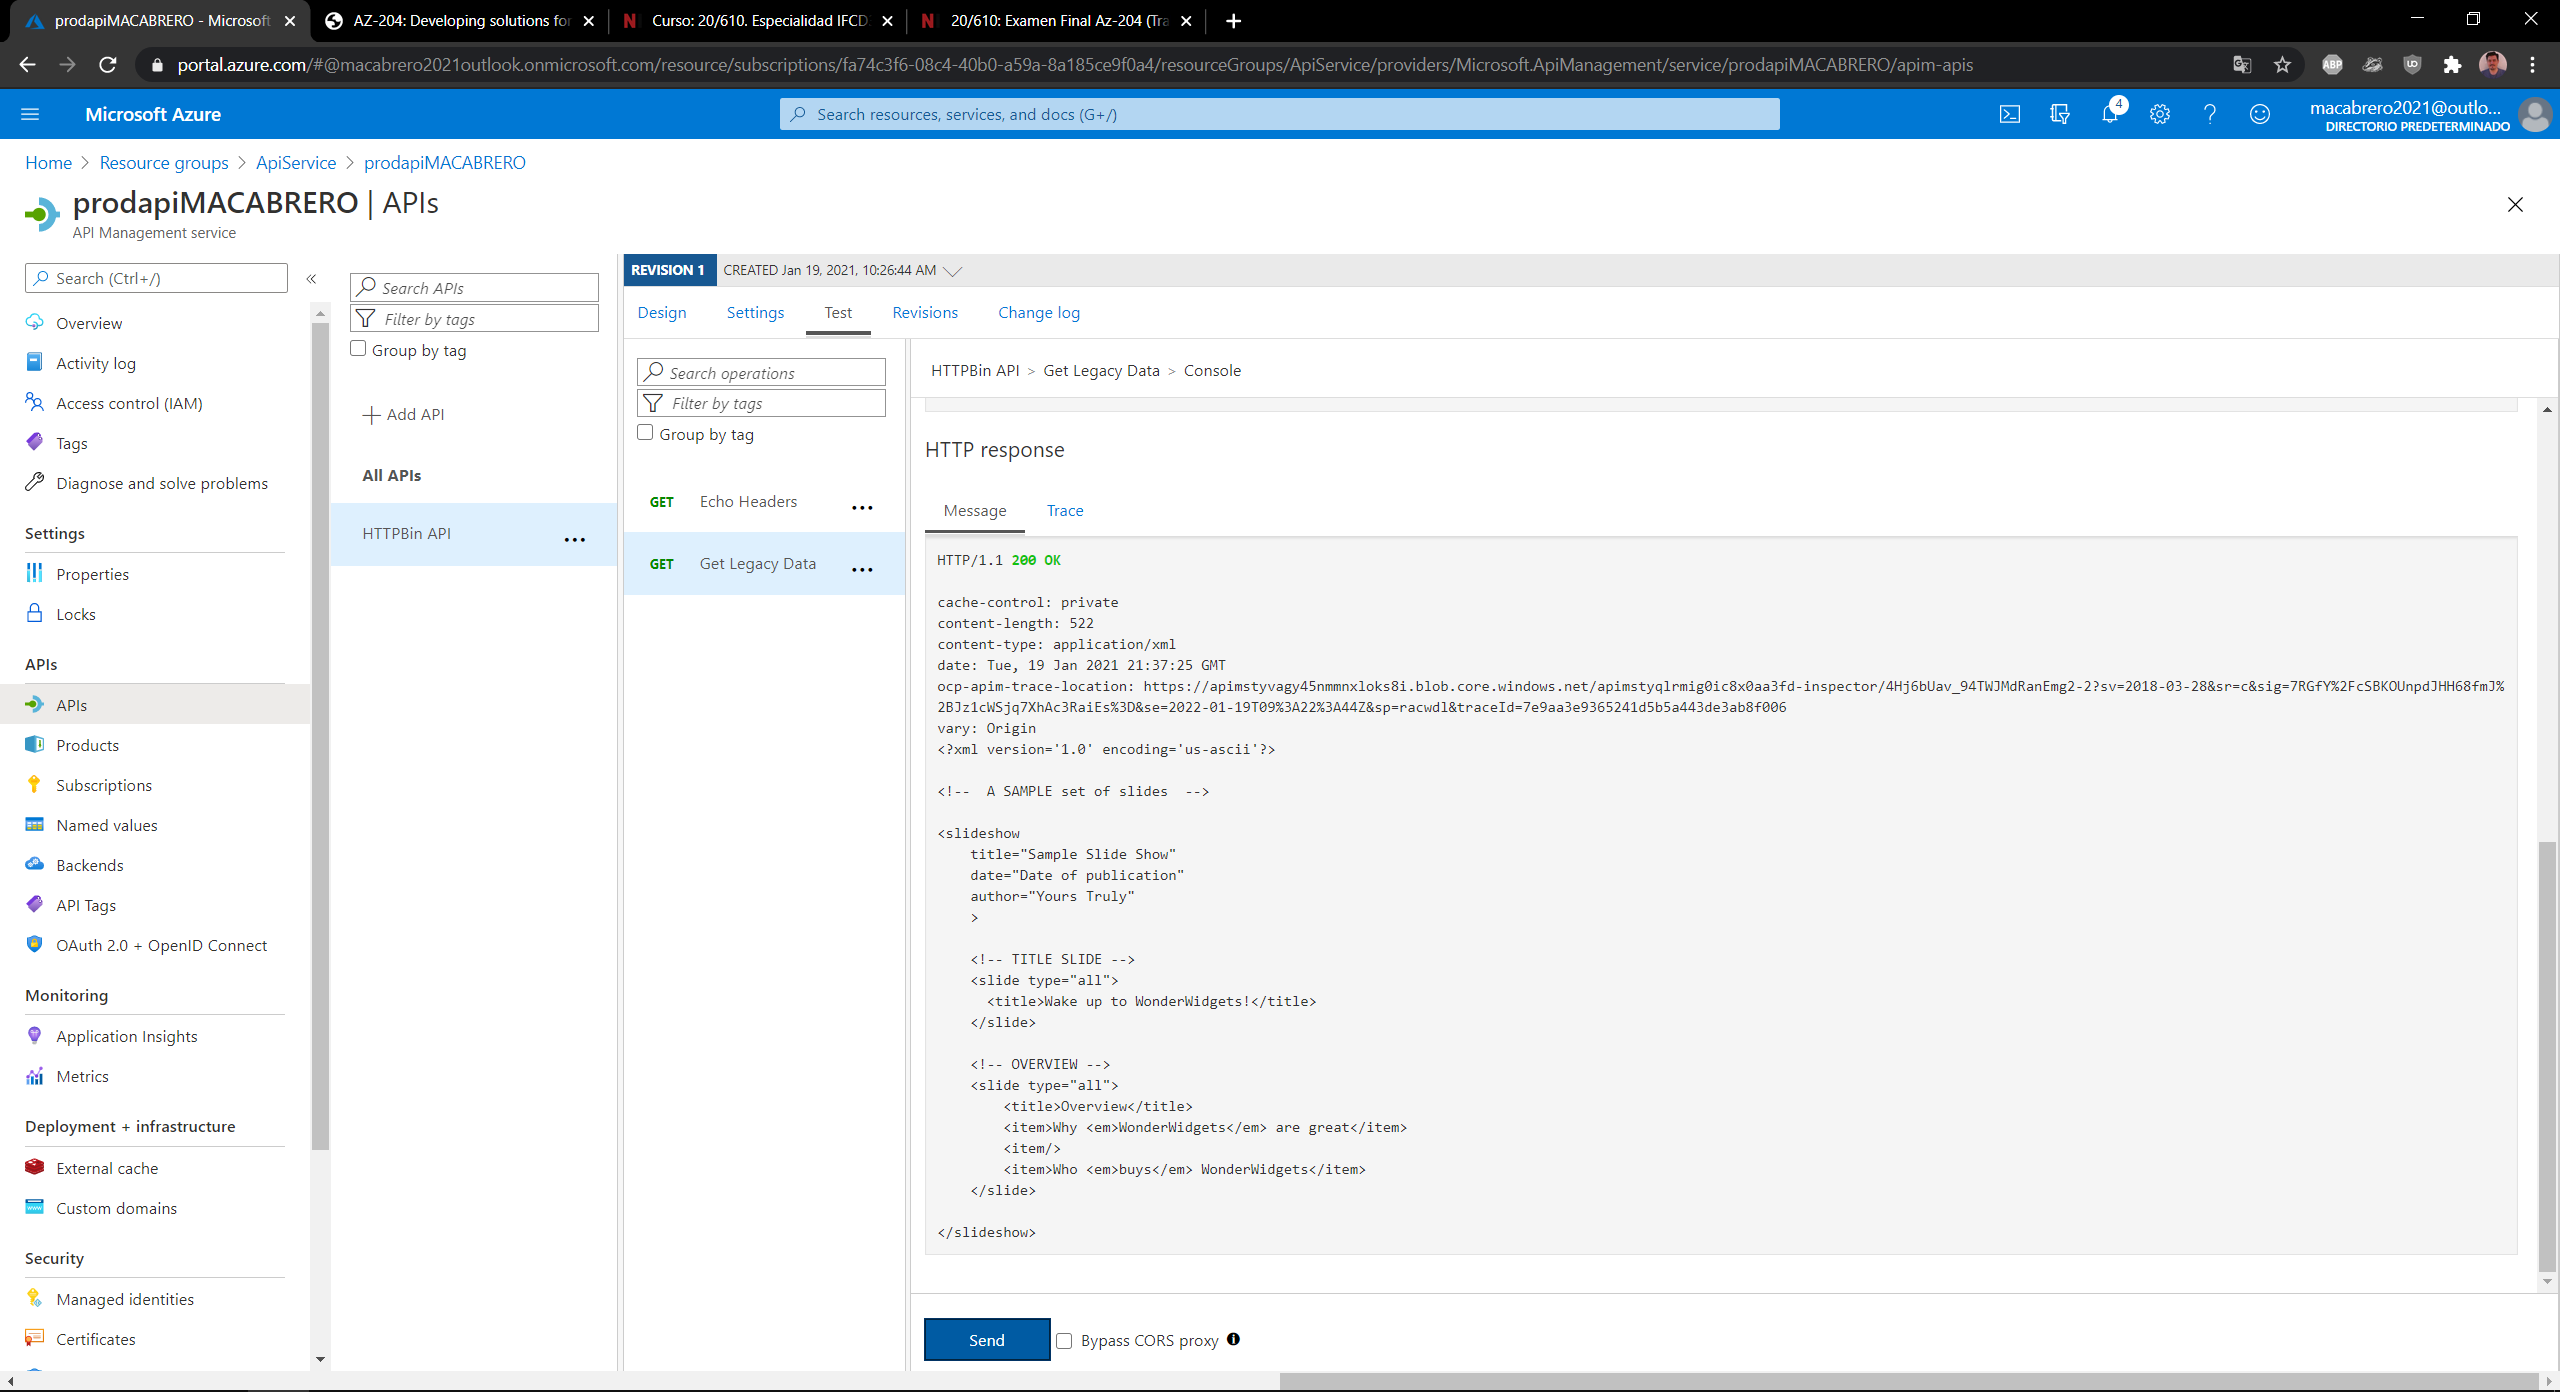 prodapiMACABRERO - Microsoft
AZ-204: Developing solutions for
Curso: 20/610. Especialidad IFCD
20/610: Examen Final Az-204 (Tra
portal.azure.com/#@macabrero2021outlook.onmicrosoft.com/resource/subscriptions/fa74c3f6-08c4-40b0-a59a-8a185ce9f0a4/resourceGroups/ApiService/providers/Microsoft.ApiManagement/service/prodapiMACABRERO/apim-apis
ABP
Microsoft Azure
Search resources, services, and docs (G+/)
4
macabrero2021@outlo...
DIRECTORIO PREDETERMINADO
Home > Resource groups > ApiService > prodapiMACABRERO
prodapiMACABRERO | APIs
API Management service
Search (Ctrl+/)
«
Overview
Activity log
Access control (IAM)
Tags
Diagnose and solve problems
Settings
Properties
Locks
APIs
APIs
Products
Subscriptions
Named values
Backends
API Tags
OAuth 2.0 + OpenID Connect
Monitoring
Application Insights
Metrics
Deployment + infrastructure
External cache
Custom domains
Security
Managed identities
Certificates
Search APIs
Filter by tags
Group by tag
+ Add API
All APIs
HTTPBin API ...
REVISION 1 CREATED Jan 19, 2021, 10:26:44 AM
Design Settings Test Revisions Change log
Search operations
Filter by tags
Group by tag
GET Echo Headers ...
GET Get Legacy Data ...
HTTPBin API > Get Legacy Data > Console
HTTP response
Message Trace
HTTP/1.1 200 OK
cache-control: private
content-length: 522
content-type: application/xml
date: Tue, 19 Jan 2021 21:37:25 GMT
ocp-apim-trace-location: https://apimstyvagy45nmmnxloks8i.blob.core.windows.net/apimstyqlrmig0ic8x0aa3fd-inspector/4Hj6bUav_94TWJMdRanEmg2-2?sv=2018-03-28&sr=c&sig=7RGfY%2FcSBKOUnpdJHH68fmJ%
2BJz1cWSjq7XhAc3RaiEs%3D&se=2022-01-19T09%3A22%3A44Z&sp=racwdl&traceId=7e9aa3e9365241d5b5a443de3ab8f006
vary: Origin
<?xml version='1.0' encoding='us-ascii'?>
<!--  A SAMPLE set of slides  -->
<slideshow
title="Sample Slide Show"
date="Date of publication"
author="Yours Truly"
>
<!-- TITLE SLIDE -->
<slide type="all">
<title>Wake up to WonderWidgets!</title>
</slide>
<!-- OVERVIEW -->
<slide type="all">
<title>Overview</title>
<item>Why <em>WonderWidgets</em> are great</item>
<item/>
<item>Who <em>buys</em> WonderWidgets</item>
</slide>
</slideshow>
Send
Bypass CORS proxy